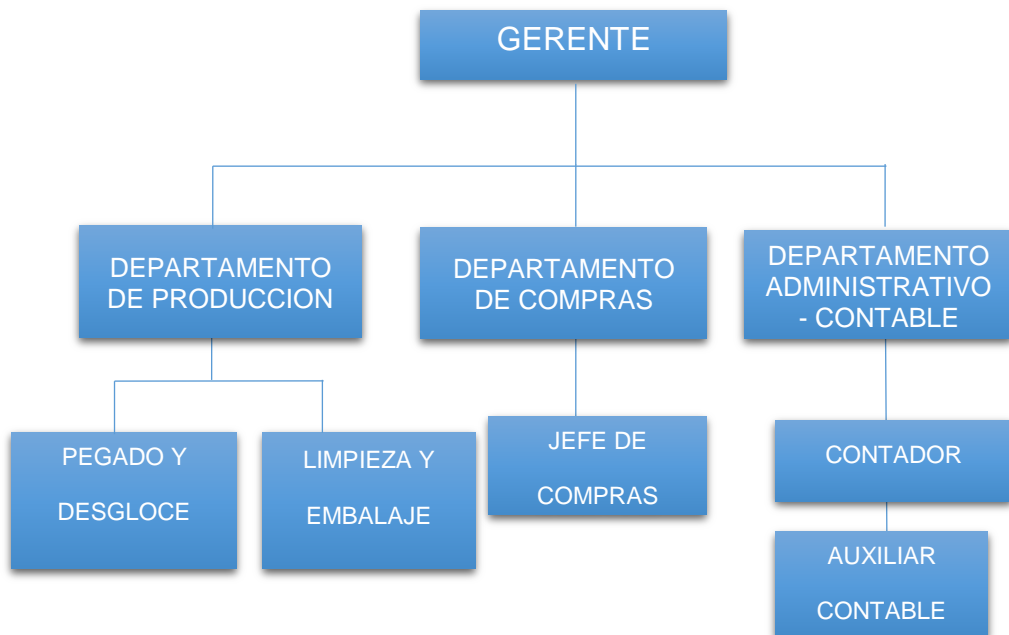 GERENTE
DEPARTAMENTO
DE PRODUCCION
DEPARTAMENTO
DE COMPRAS
DEPARTAMENTO
ADMINISTRATIVO
- CONTABLE
PEGADO Y
DESGLOCE
LIMPIEZA Y
EMBALAJE
JEFE DE
COMPRAS
CONTADOR
AUXILIAR
CONTABLE